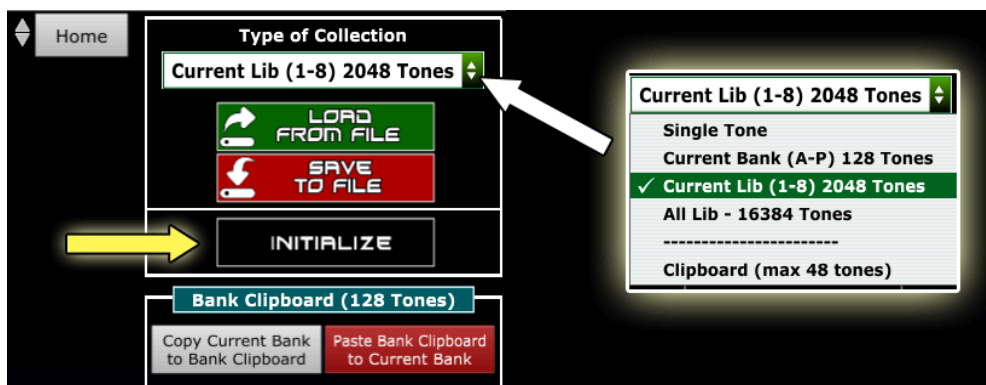 Home
Type of Collection
Current Lib (1-8) 2048 Tones
LOAD
FROM FILE
SAVE
TO FILE
INITIALIZE
Bank Clipboard (128 Tones)
Copy Current Bank
to Bank Clipboard
Paste Bank Clipboard
to Current Bank
Current Lib (1-8) 2048 Tones
Single Tone
Current Bank (A-P) 128 Tones
✓ Current Lib (1-8) 2048 Tones
All Lib - 16384 Tones
-----------------------
Clipboard (max 48 tones)